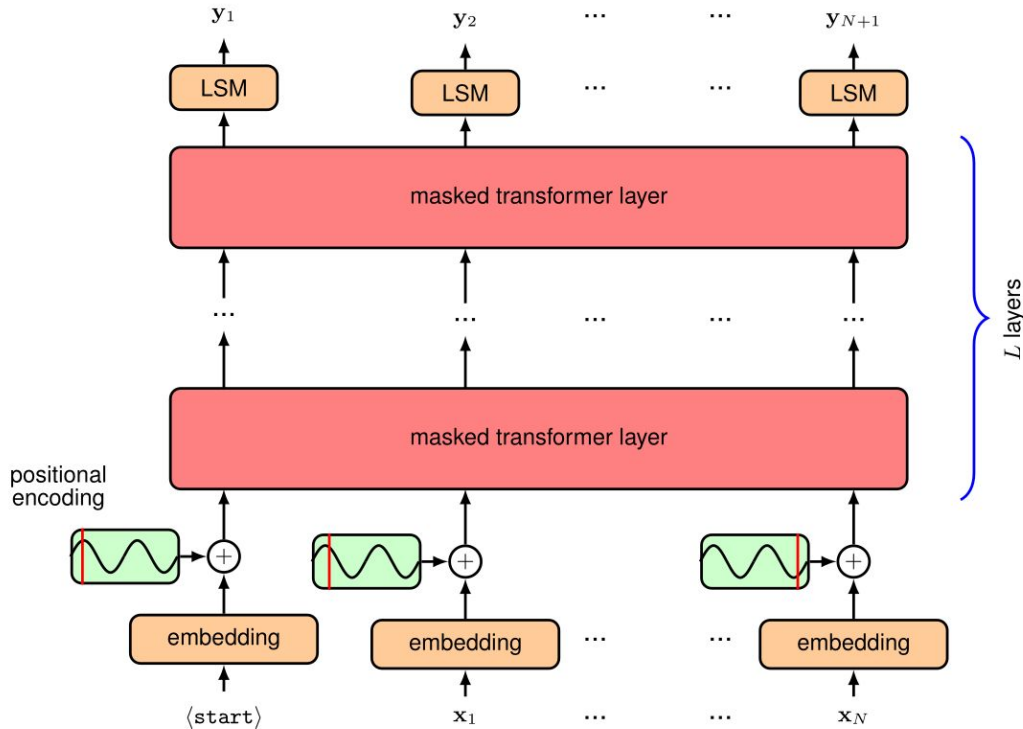 y₁ y₂ ... ... yN+1
LSM LSM ... ... LSM
masked transformer layer
... ... ... ... ...
L layers
masked transformer layer
positional
encoding
+ + +
embedding embedding ... ... embedding
⟨start⟩ x₁ ... ... xN